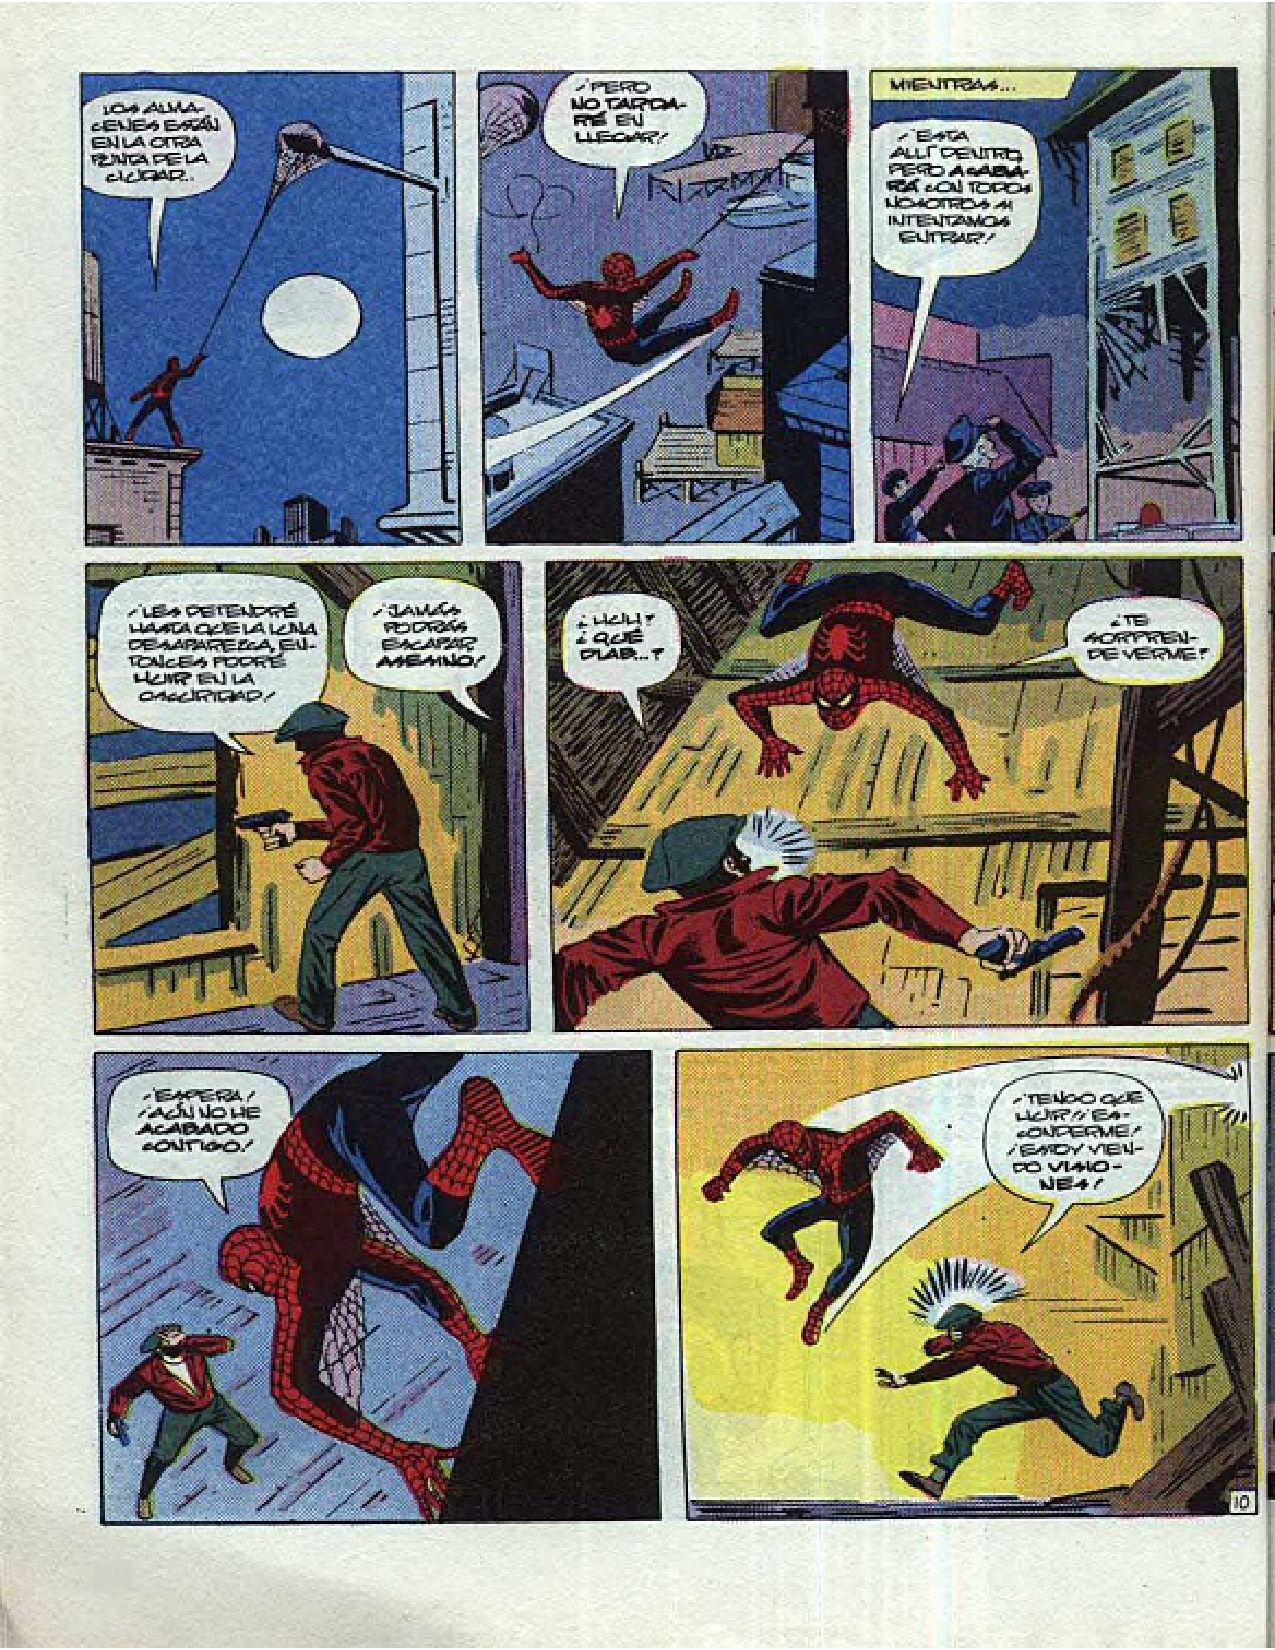 LOS ALMA-
CENES ESTÁN
EN LA OTRA
PUNTA DE LA
CIUDAD...
¡PERO
NO TARDA-
RÉ EN
LLEGAR!
MIENTRAS...
¡ESTA
ALLÍ DENTRO,
PERO ACABA-
RÁ CON TODOS
NOSOTROS SI
INTENTAMOS
ENTRAR!
¡LES DETENDRÉ
HASTA QUE LA LUNA
DESAPAREZCA, EN-
TONCES PODRÉ
HUIR EN LA
OSCURIDAD!
¡JAMÁS
PODRÁS
ESCAPAR,
ASESINO!
¿HUH?
¿QUÉ
DIAB...?
¿TE
SORPREN-
DE VERME?
¡ESPERA!
¡AÚN NO HE
ACABADO
CONTIGO!
¡TENGO QUE
HUIR! ¡ES-
CONDERME!
¡ESTOY VIEN-
DO VISIO-
NES!
10